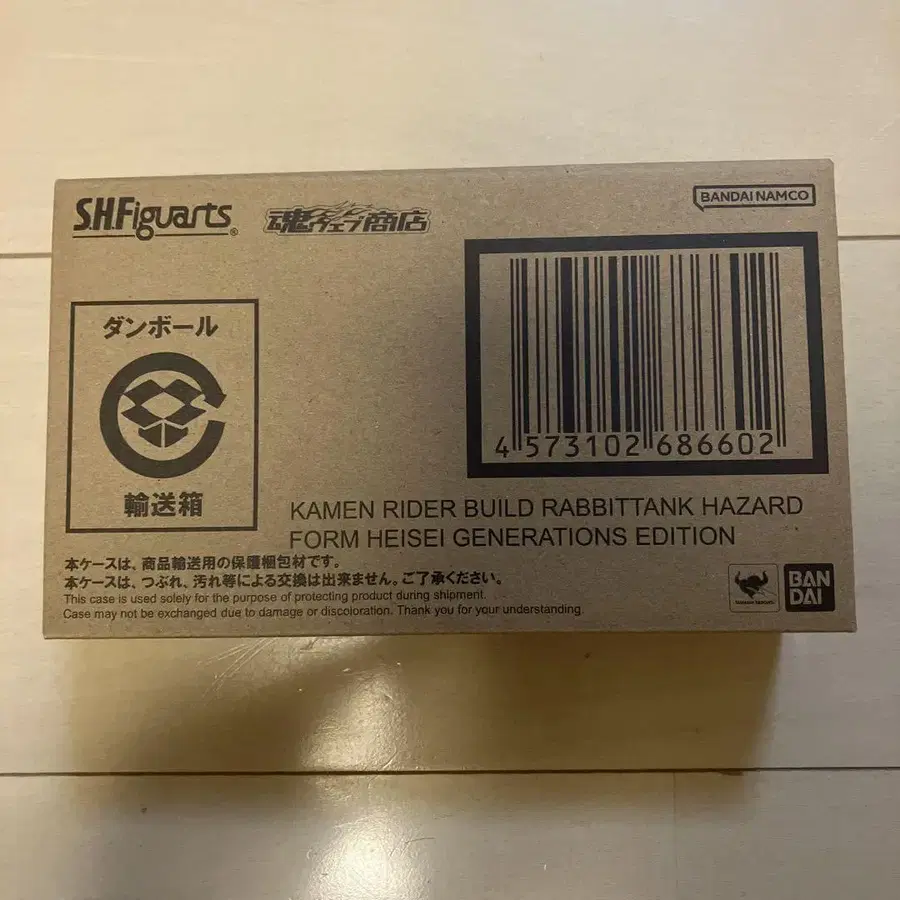 S.H.Figuarts®
魂ウェブ商店
BANDAI NAMCO
ダンボール
輸送箱
4 573102 686602
KAMEN RIDER BUILD RABBITTANK HAZARD
FORM HEISEI GENERATIONS EDITION
本ケースは、商品輸送用の保護梱包材です。
本ケースは、つぶれ、汚れ等による交換は出来ません。ご了承ください。
This case is used solely for the purpose of protecting product during shipment.
Case may not be exchanged due to damage or discoloration. Thank you for your understanding.
BAN
DAI